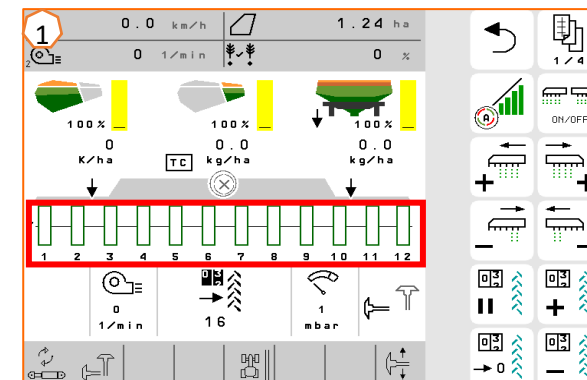 1
0.0 km/h
1.24 ha
2
0 1/min
0 %
1/4
100%
100%
100%
0
0.0
0.0
K/ha
TC
kg/ha
kg/ha
A
ON/OFF
1 2 3 4 5 6 7 8 9 10 11 12
0
1/min
16
1
mbar
+
+
−
−
+
→ 0
−